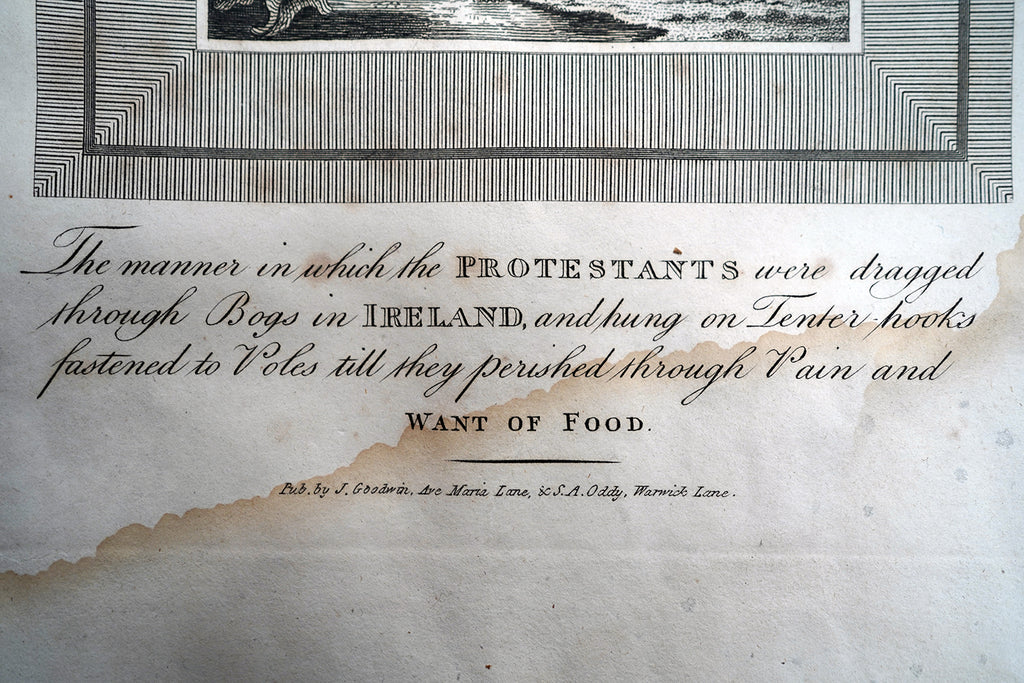 The manner in which the PROTESTANTS were dragged
through Bogs in IRELAND, and hung on Tenter-hooks
fastened to Poles till they perished through Pain and
WANT OF FOOD.
Pub. by J. Goodwin, Ave Maria Lane, & S. A. Oddy, Warwick Lane.